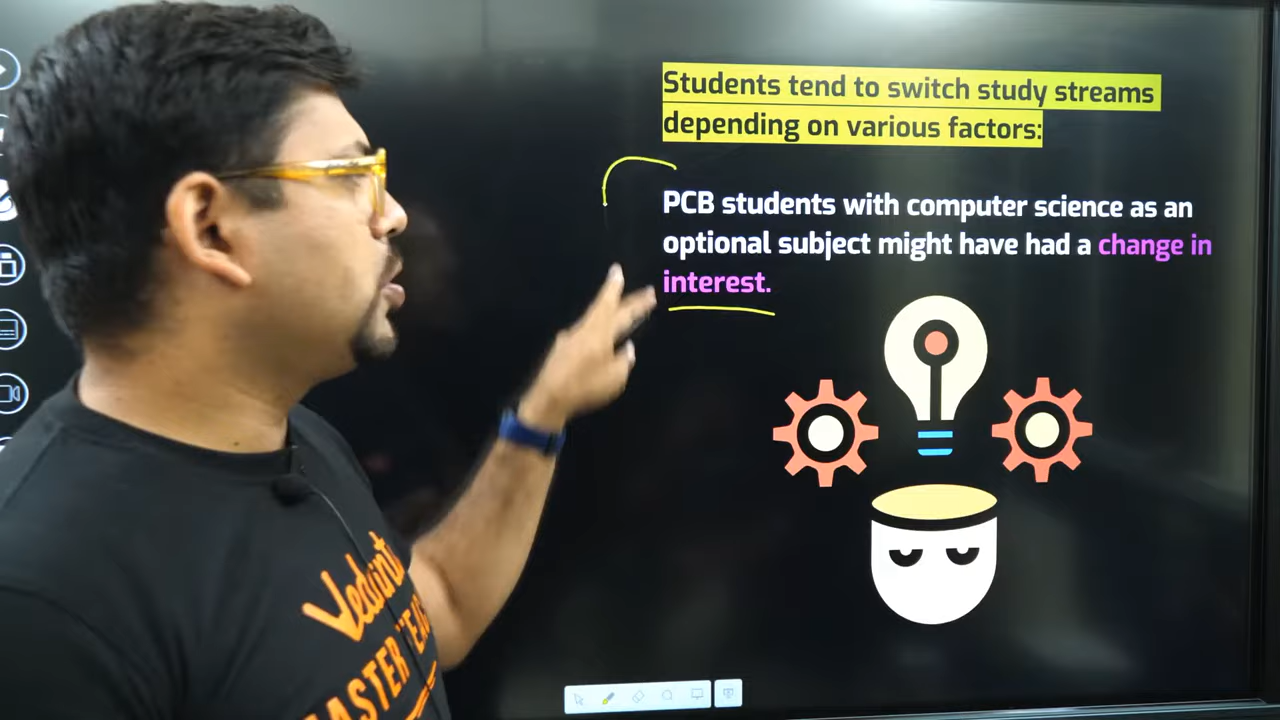 Students tend to switch study streams
depending on various factors:
PCB students with computer science as an
optional subject might have had a change in
interest.
Vedantu
MASTER TEACHER